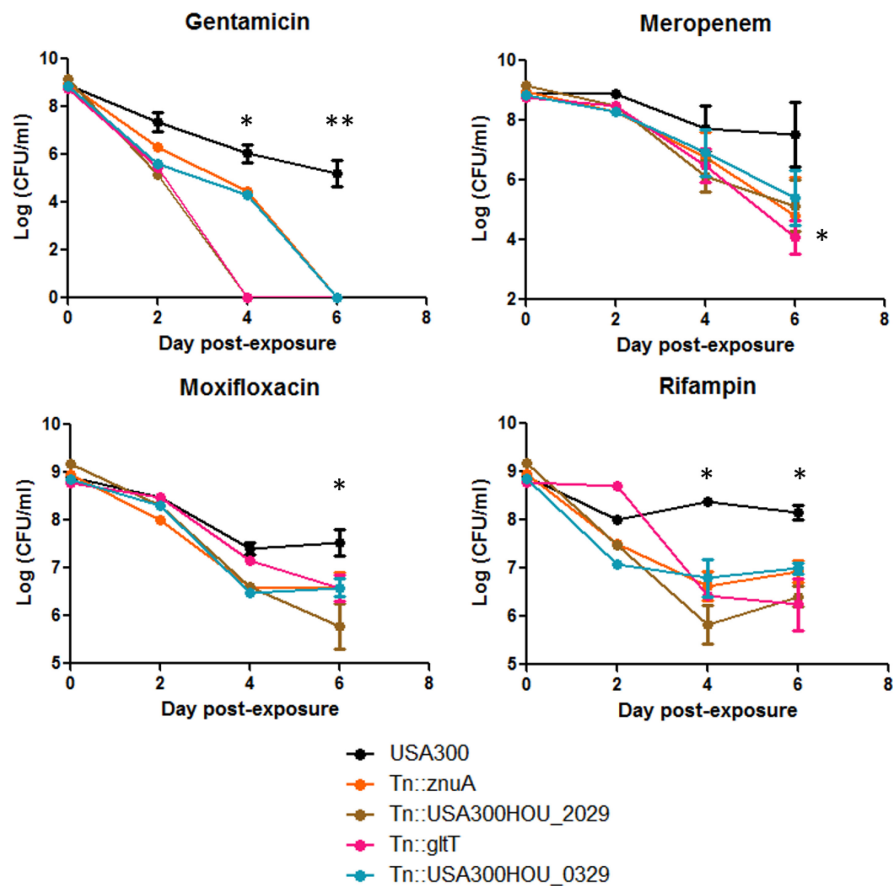 Gentamicin
Meropenem
Log (CFU/ml)
10
8
6
4
2
0
*
**
0 2 4 6 8
Day post-exposure
Log (CFU/ml)
10
8
6
4
2
*
0 2 4 6 8
Day post-exposure
Moxifloxacin
Rifampin
Log (CFU/ml)
10
9
8
7
6
5
*
0 2 4 6 8
Day post-exposure
Log (CFU/ml)
10
9
8
7
6
5
* *
0 2 4 6 8
Day post-exposure
USA300
Tn::znuA
Tn::USA300HOU_2029
Tn::gltT
Tn::USA300HOU_0329